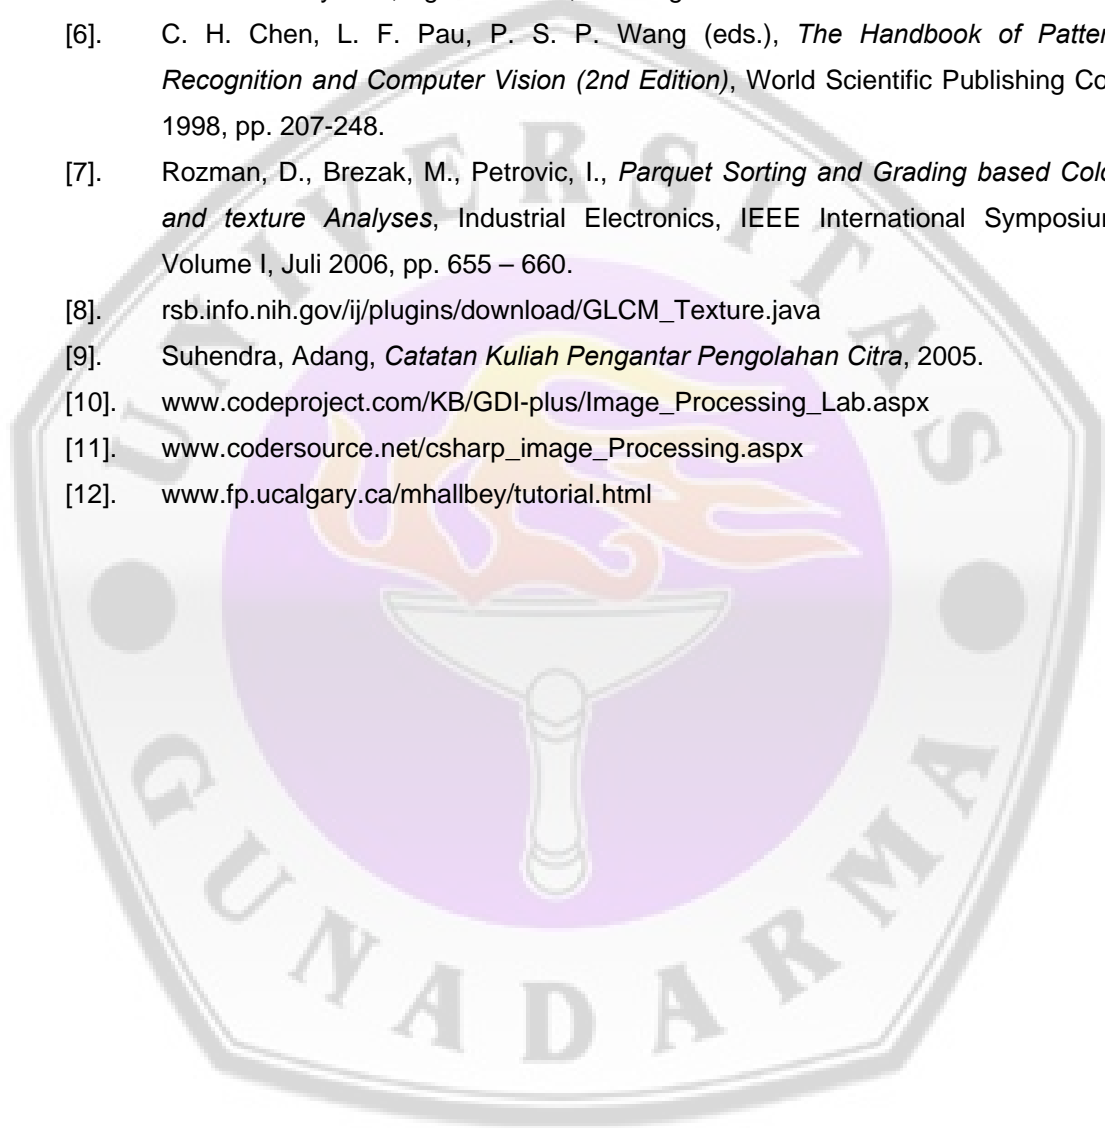 [6]. C. H. Chen, L. F. Pau, P. S. P. Wang (eds.), The Handbook of Patter
Recognition and Computer Vision (2nd Edition), World Scientific Publishing Co
1998, pp. 207-248.
[7]. Rozman, D., Brezak, M., Petrovic, I., Parquet Sorting and Grading based Colo
and texture Analyses, Industrial Electronics, IEEE International Symposiu
Volume I, Juli 2006, pp. 655 – 660.
[8]. rsb.info.nih.gov/ij/plugins/download/GLCM_Texture.java
[9]. Suhendra, Adang, Catatan Kuliah Pengantar Pengolahan Citra, 2005.
[10]. www.codeproject.com/KB/GDI-plus/Image_Processing_Lab.aspx
[11]. www.codersource.net/csharp_image_Processing.aspx
[12]. www.fp.ucalgary.ca/mhallbey/tutorial.html
UNIVERSITAS
GUNADARMA